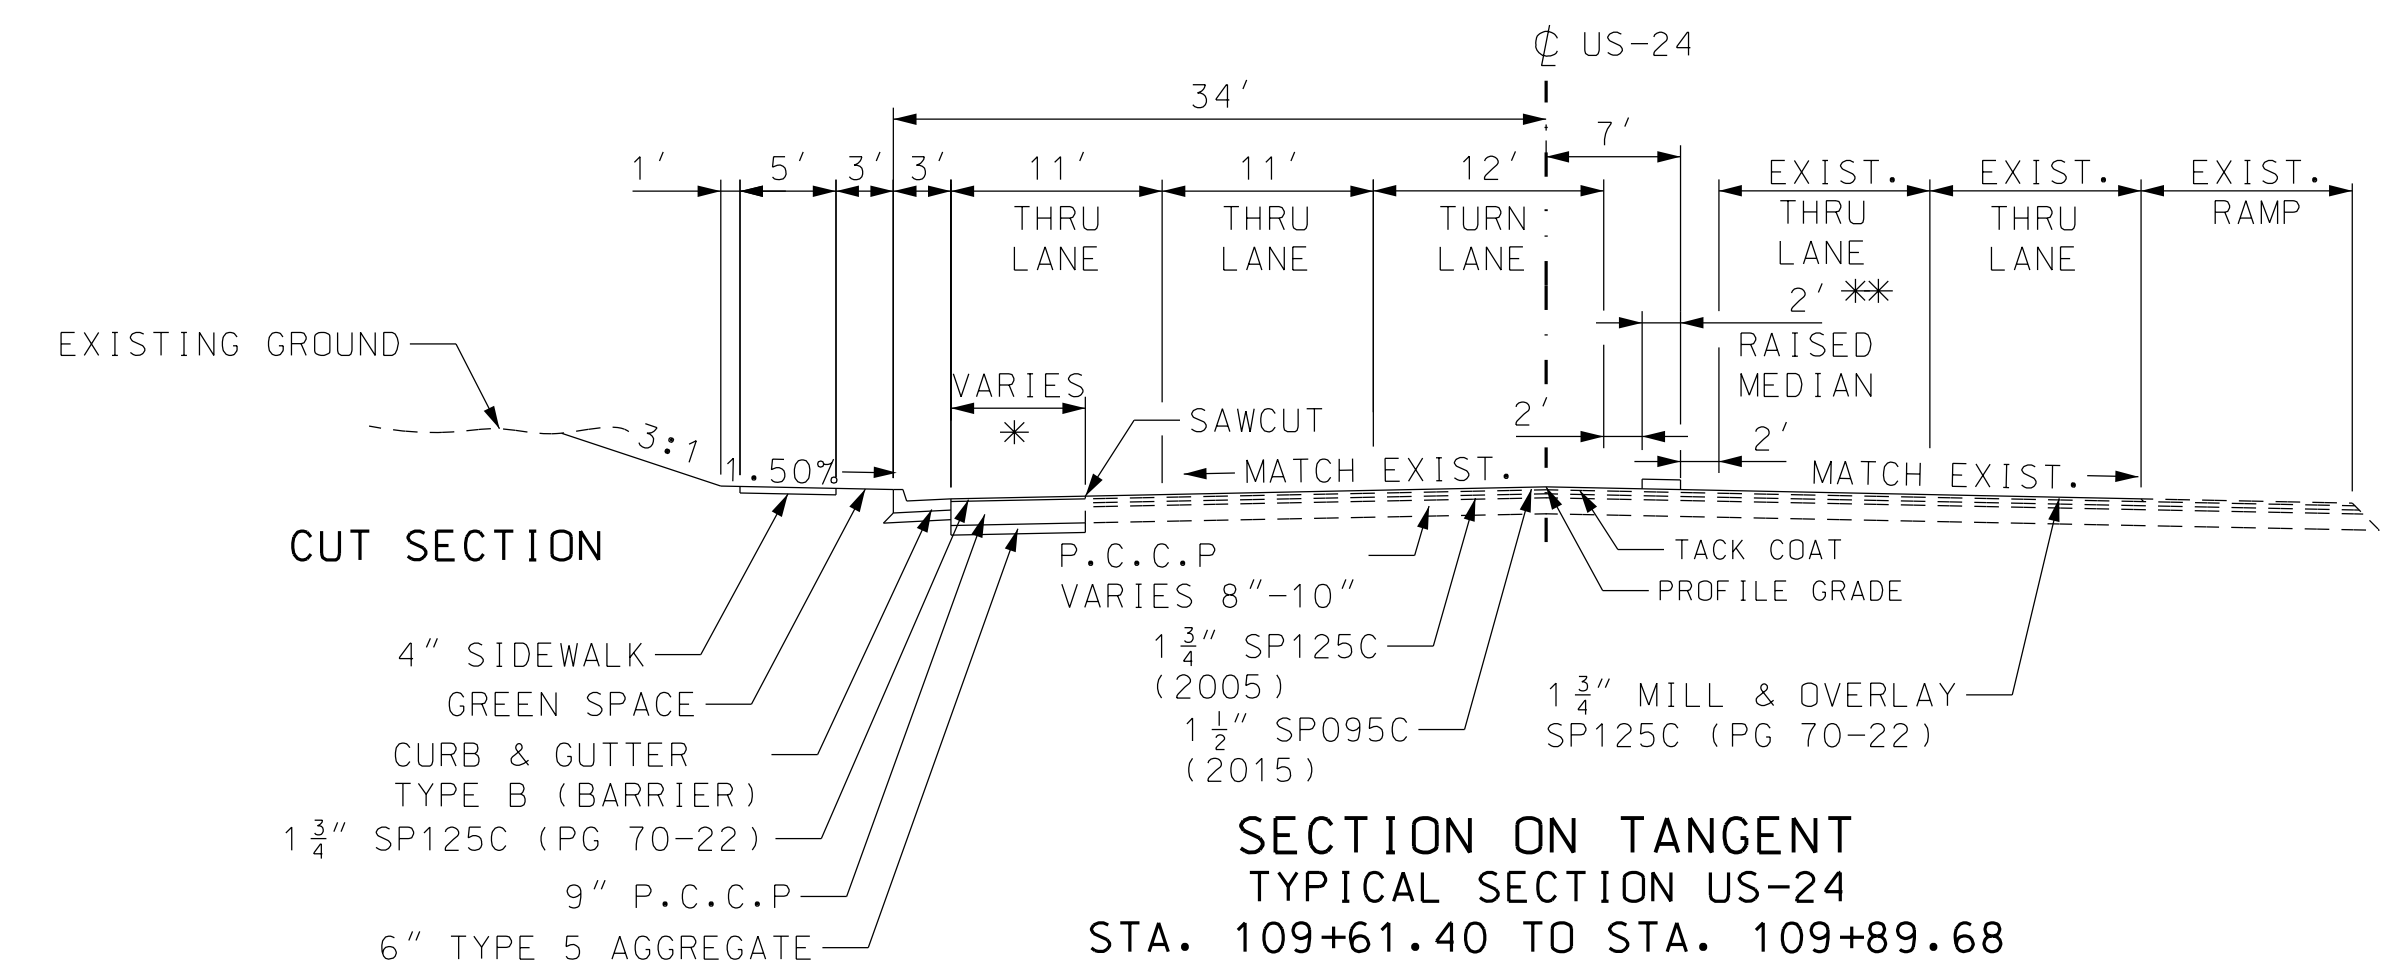 ℄ US-24
34'
7'
1' 5' 3' 3' 11' 11' 12' EXIST. EXIST. EXIST.
THRU
LANE
THRU
LANE
TURN
LANE
THRU
LANE
THRU
LANE
RAMP
2' **
RAISED
MEDIAN
EXISTING GROUND
VARIES
*
SAWCUT
2'
2'
3:1
1.50%
MATCH EXIST.
MATCH EXIST.
CUT SECTION
P.C.C.P
VARIES 8"-10"
TACK COAT
PROFILE GRADE
4" SIDEWALK
GREEN SPACE
CURB & GUTTER
TYPE B (BARRIER)
1 3/4" SP125C (PG 70-22)
9" P.C.C.P
6" TYPE 5 AGGREGATE
1 3/4" SP125C
(2005)
1 1/2" SP095C
(2015)
1 3/4" MILL & OVERLAY
SP125C (PG 70-22)
SECTION ON TANGENT
TYPICAL SECTION US-24
STA. 109+61.40 TO STA. 109+89.68